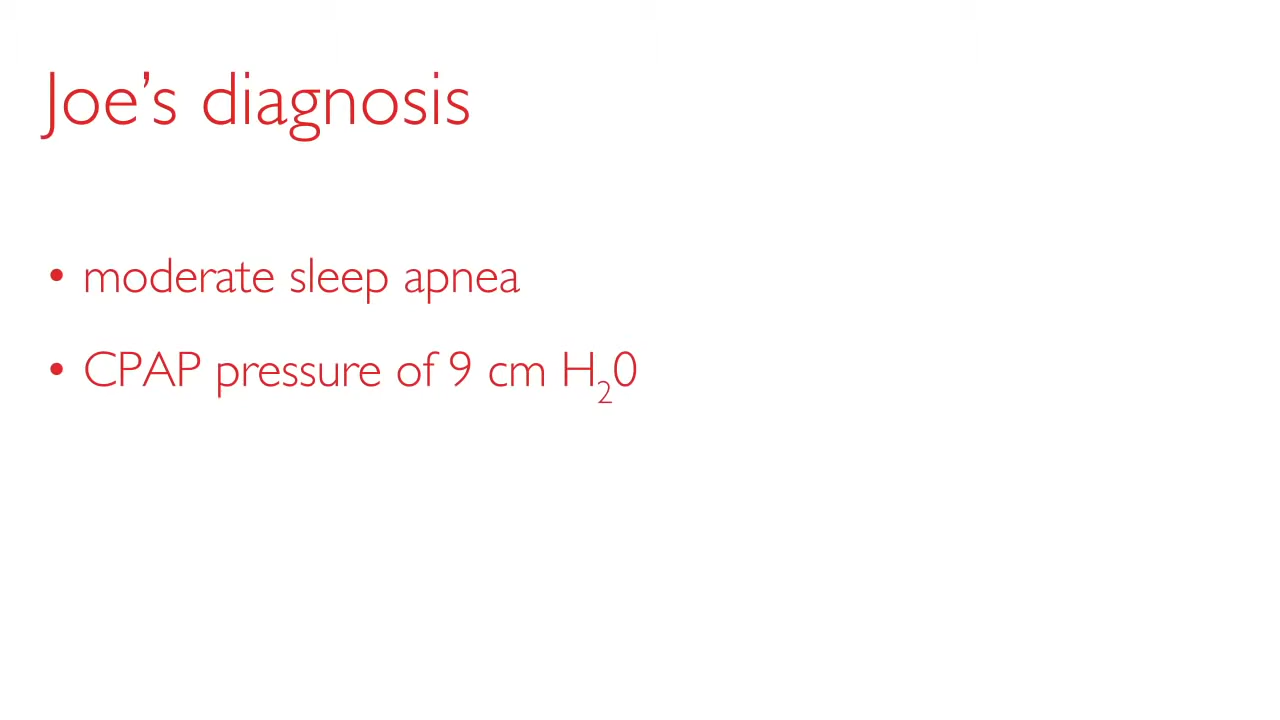 Joe’s diagnosis
• moderate sleep apnea
• CPAP pressure of 9 cm H₂0